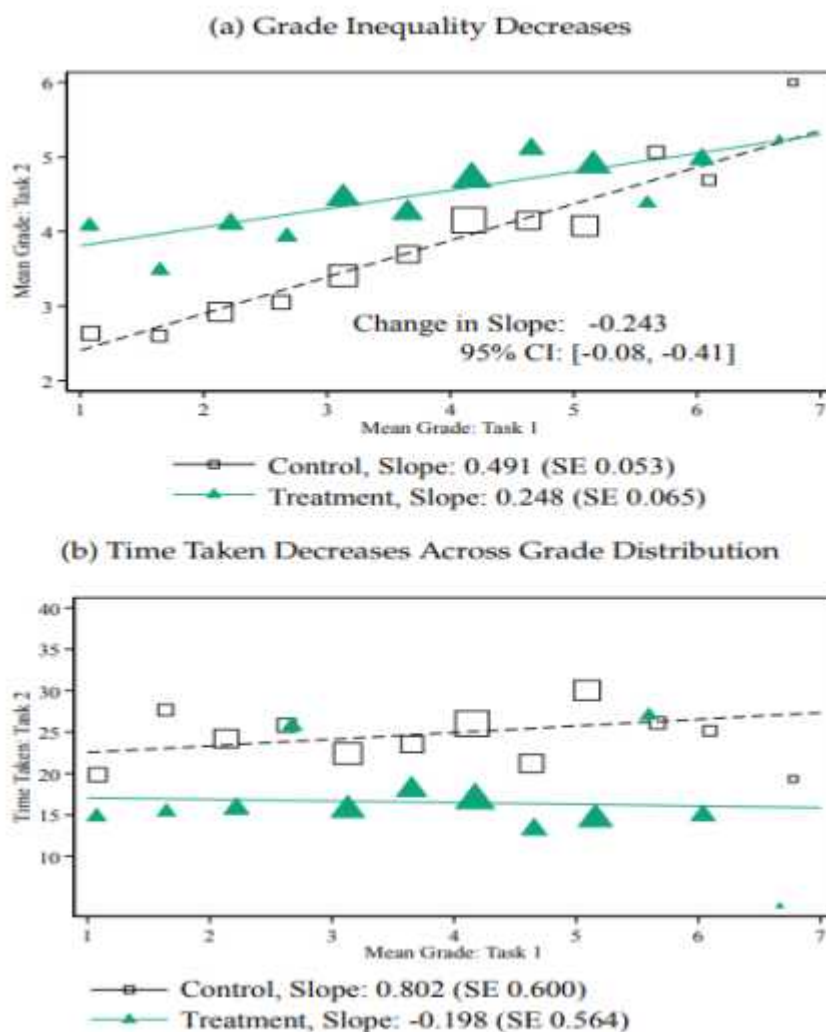 (a) Grade Inequality Decreases
Mean Grade: Task 2
6
5
4
3
2
Change in Slope: -0.243
95% CI: [-0.08, -0.41]
1 2 3 4 5 6 7
Mean Grade: Task 1
Control, Slope: 0.491 (SE 0.053)
Treatment, Slope: 0.248 (SE 0.065)
(b) Time Taken Decreases Across Grade Distribution
Time Taken: Task 2
40
35
30
25
20
15
10
1 2 3 4 5 6 7
Mean Grade: Task 1
Control, Slope: 0.802 (SE 0.600)
Treatment, Slope: -0.198 (SE 0.564)